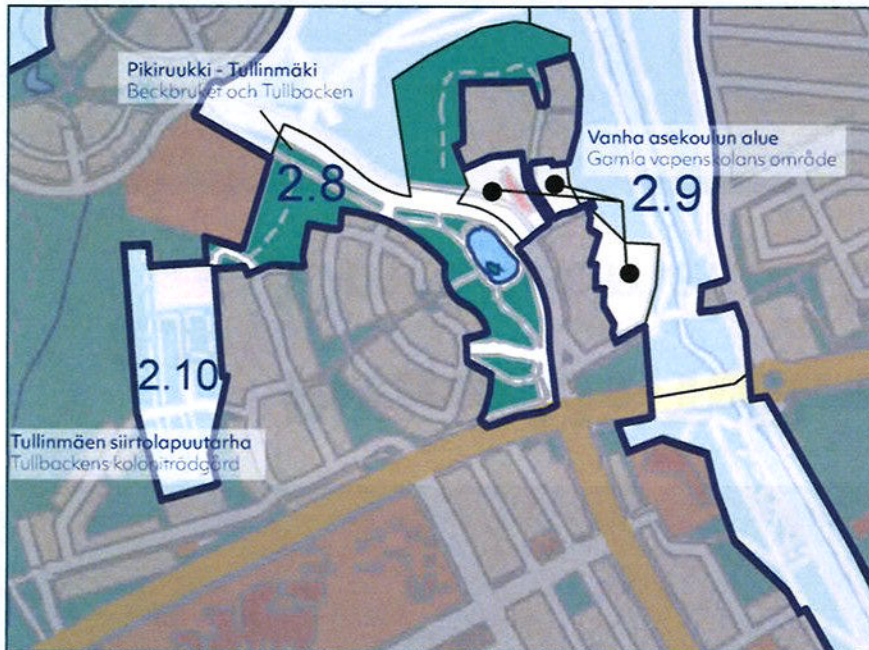 Pikiruukki - Tullinmäki
Beckbruket och Tullbacken
2.8
Vanha asekoulun alue
Gamla vapenskolans område
2.9
2.10
Tullinmäen siirtolapuutarha
Tullbackens koloniträdgård